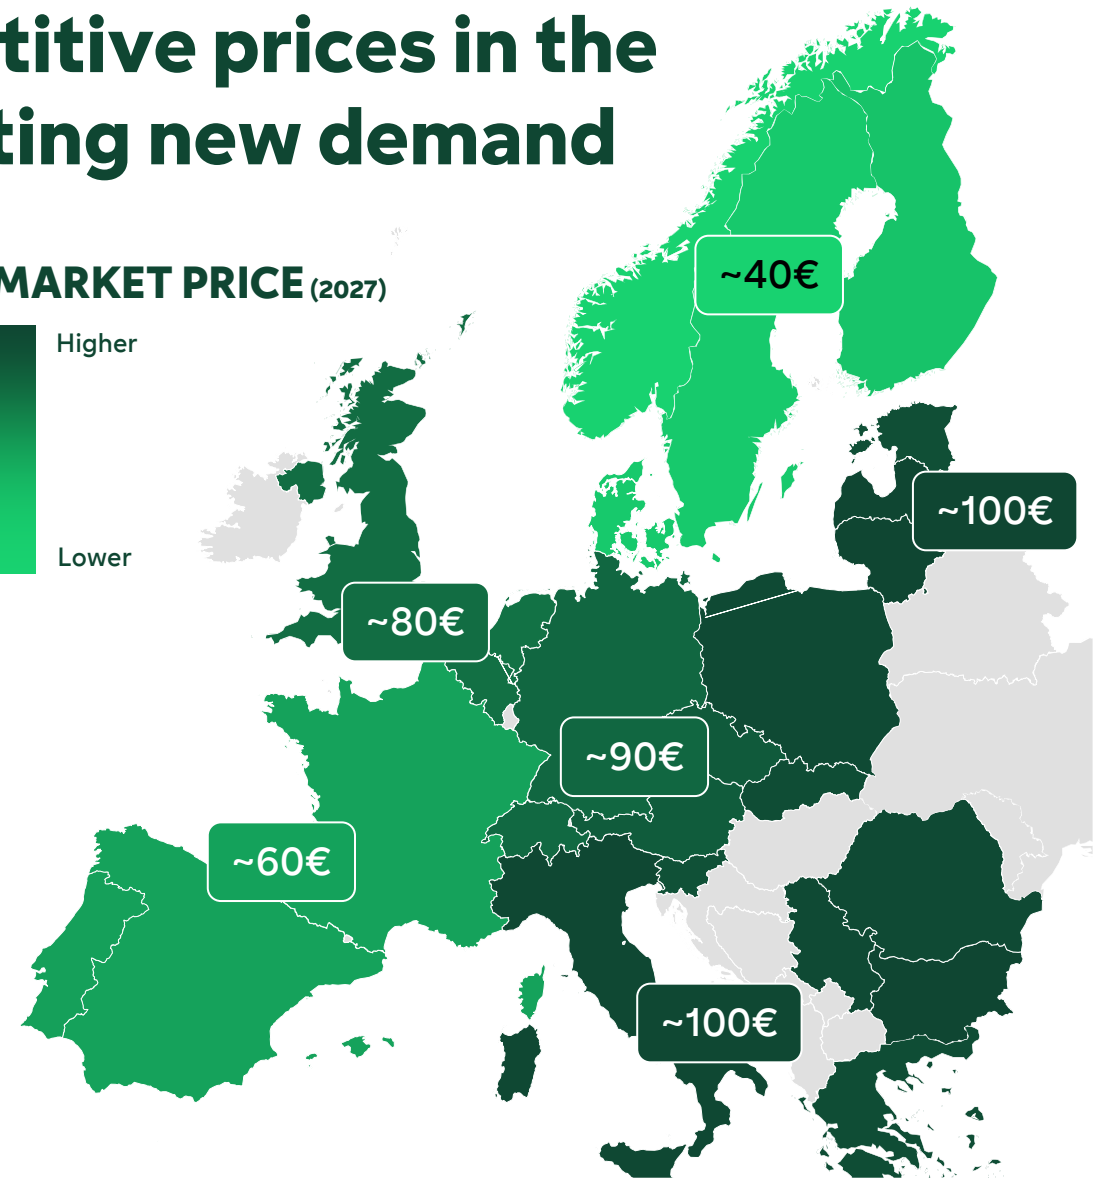 titive prices in the
ting new demand
MARKET PRICE (2027)
Higher
Lower
~40€
~100€
~80€
~90€
~60€
~100€